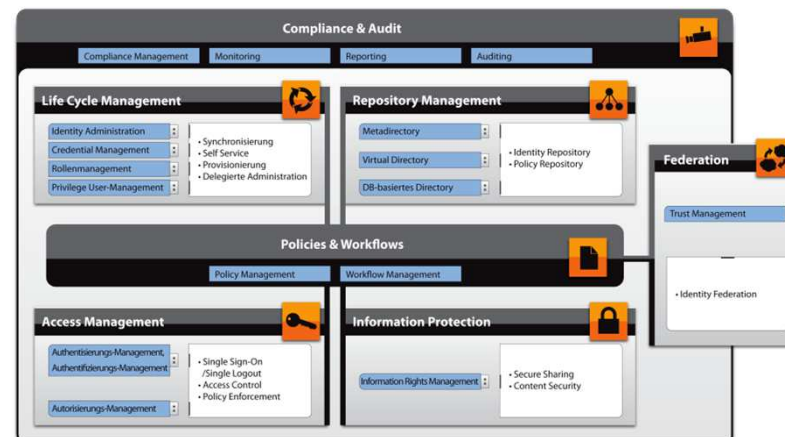 Compliance & Audit
Compliance Management
Monitoring
Reporting
Auditing
Life Cycle Management
Identity Administration
Credential Management
Rollenmanagement
Privilege User-Management
• Synchronisierung
• Self Service
• Provisionierung
• Delegierte Administration
Repository Management
Metadirectory
Virtual Directory
DB-basiertes Directory
• Identity Repository
• Policy Repository
Federation
Trust Management
• Identity Federation
Policies & Workflows
Policy Management
Workflow Management
Access Management
Authentisierungs-Management,
Authentifizierungs-Management
Autorisierungs-Management
• Single Sign-On
/Single Logout
• Access Control
• Policy Enforcement
Information Protection
Information Rights Management
• Secure Sharing
• Content Security